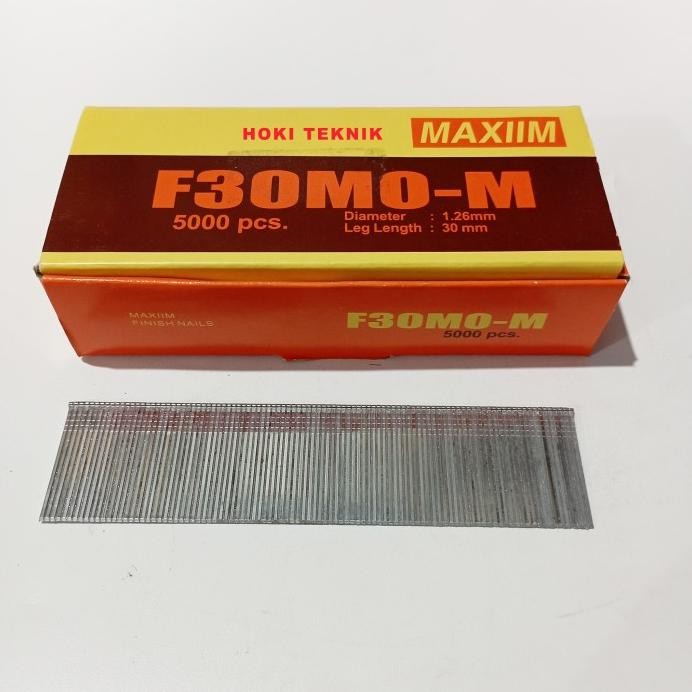 HOKI TEKNIK MAXIIM
F30MO-M
5000 pcs.
Diameter : 1.26mm
Leg Length : 30 mm
MAXIIM
FINISH NAILS
F30MO-M
5000 pcs.